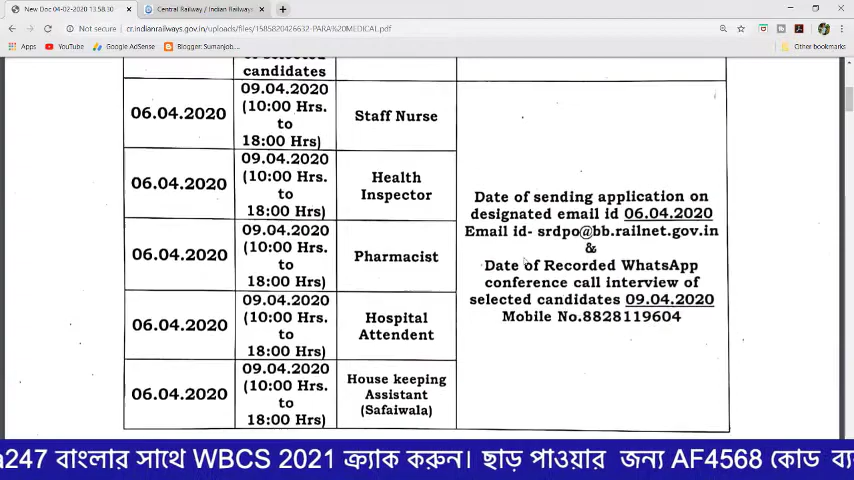 New Doc 04-02-2020 13.58.30
Central Railway / Indian Railways
Not secure
cr.indianrailways.gov.in/uploads/files/1585820426632-PARA%20MEDICAL.pdf
Apps
YouTube
Google AdSense
Blogger: Sumanjob....
Other bookmarks
candidates
06.04.2020
09.04.2020
(10:00 Hrs.
to
18:00 Hrs)
Staff Nurse
06.04.2020
09.04.2020
(10:00 Hrs.
to
18:00 Hrs)
Health
Inspector
06.04.2020
09.04.2020
(10:00 Hrs.
to
18:00 Hrs)
Pharmacist
06.04.2020
09.04.2020
(10:00 Hrs.
to
18:00 Hrs)
Hospital
Attendent
06.04.2020
09.04.2020
(10:00 Hrs.
to
18:00 Hrs)
House keeping
Assistant
(Safaiwala)
Date of sending application on
designated email id 06.04.2020
Email id- srdpo@bb.railnet.gov.in
&
Date of Recorded WhatsApp
conference call interview of
selected candidates 09.04.2020
Mobile No.8828119604
a247 বাংলার সাথে WBCS 2021 ক্র্যাক করুন। ছাড় পাওয়ার জন্য AF4568 কোড ব্য